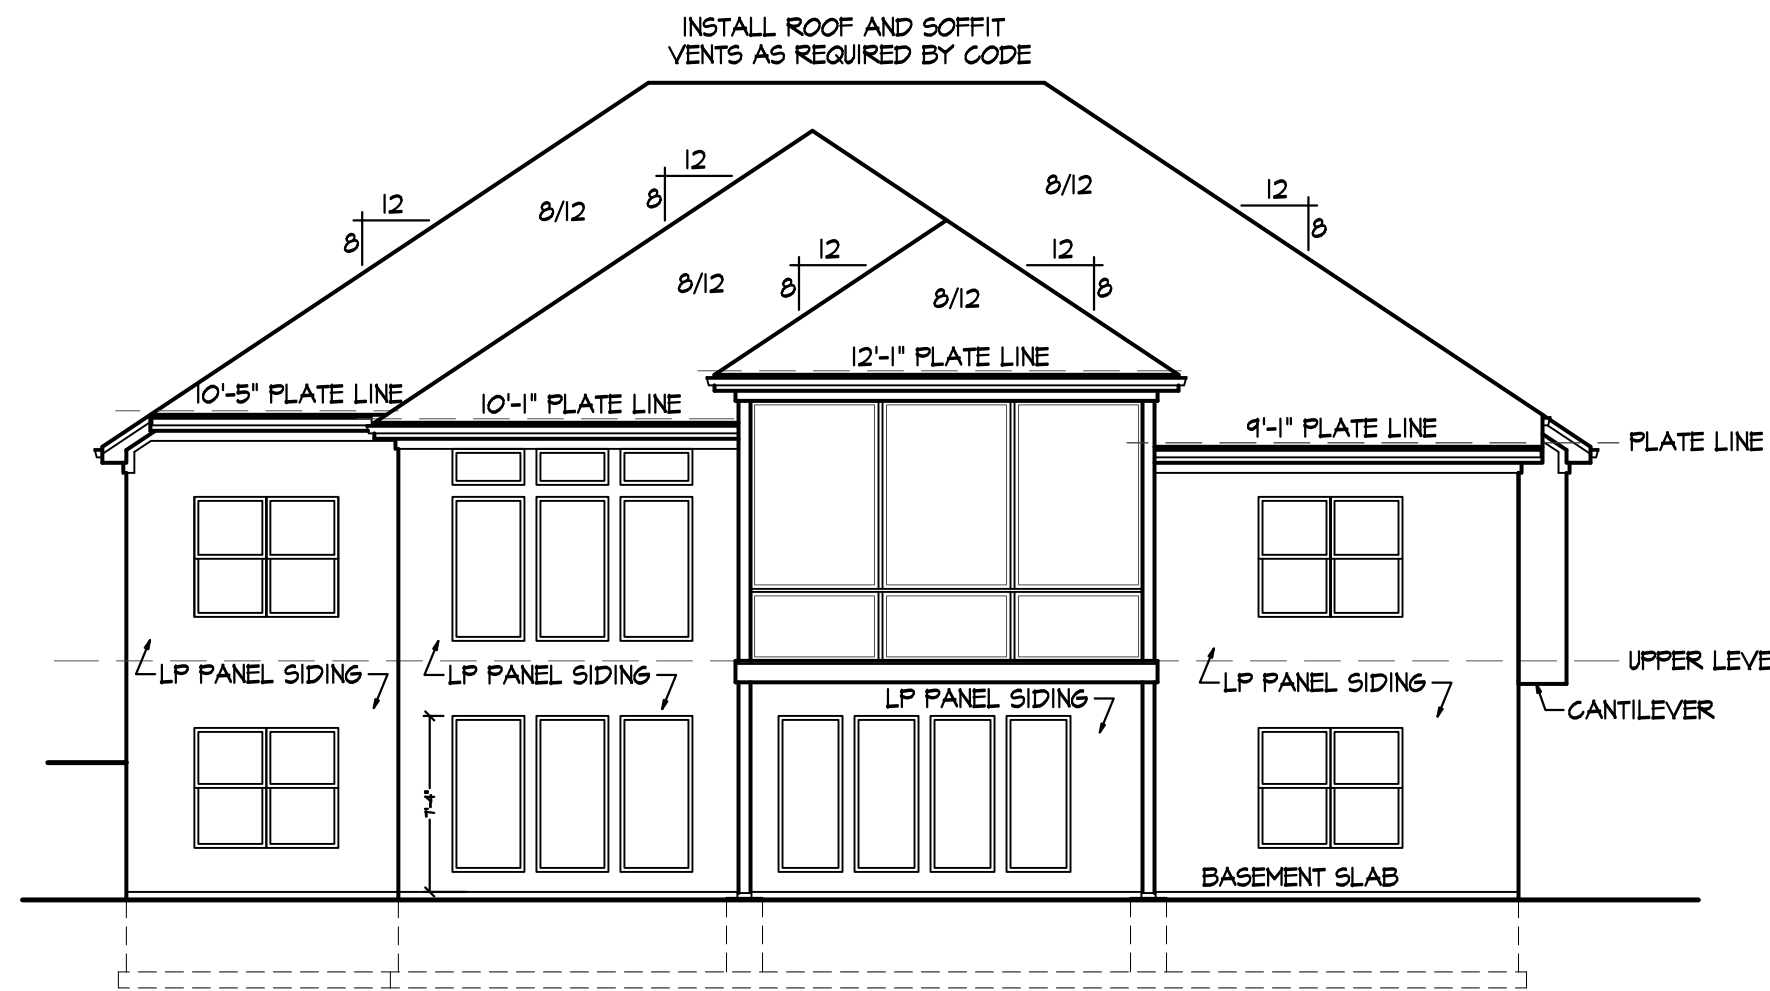 INSTALL ROOF AND SOFFIT
VENTS AS REQUIRED BY CODE
12
8
8/12
12
8
8/12
12
8
8/12
12
8
8/12
12
8
12'-1" PLATE LINE
10'-5" PLATE LINE
10'-1" PLATE LINE
9'-1" PLATE LINE
PLATE LINE
UPPER LEVE
LP PANEL SIDING
LP PANEL SIDING
LP PANEL SIDING
LP PANEL SIDING
CANTILEVER
7'-4"
BASEMENT SLAB